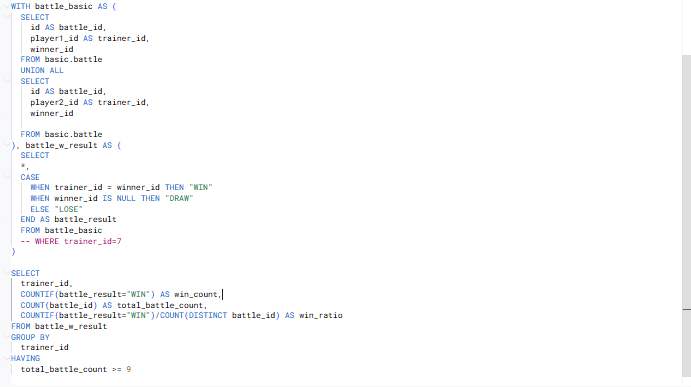 WITH battle_basic AS (
SELECT
id AS battle_id,
player1_id AS trainer_id,
winner_id
FROM basic.battle
UNION ALL
SELECT
id AS battle_id,
player2_id AS trainer_id,
winner_id
FROM basic.battle
), battle_w_result AS (
SELECT
*,
CASE
WHEN trainer_id = winner_id THEN "WIN"
WHEN winner_id IS NULL THEN "DRAW"
ELSE "LOSE"
END AS battle_result
FROM battle_basic
-- WHERE trainer_id=7
)
SELECT
trainer_id,
COUNTIF(battle_result="WIN") AS win_count,
COUNT(battle_id) AS total_battle_count,
COUNTIF(battle_result="WIN")/COUNT(DISTINCT battle_id) AS win_ratio
FROM battle_w_result
GROUP BY
trainer_id
HAVING
total_battle_count >= 9